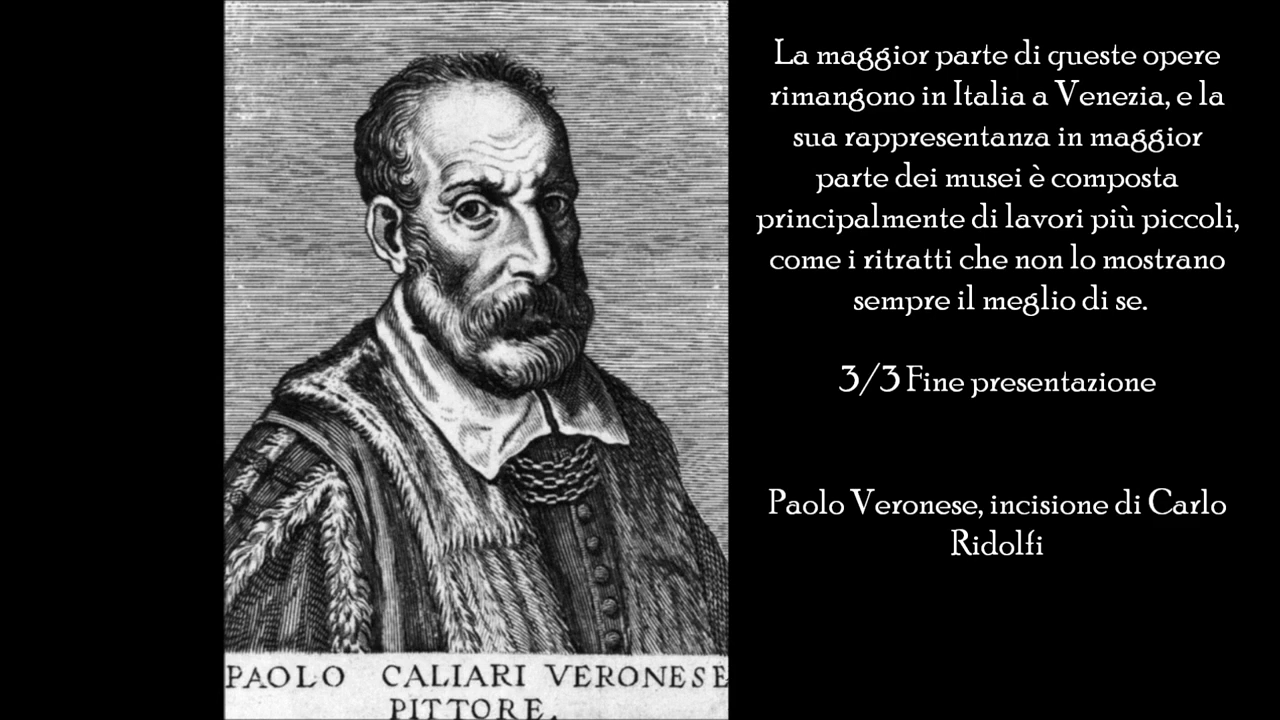 La maggior parte di queste opere
rimangono in Italia a Venezia, e la
sua rappresentanza in maggior
parte dei musei è composta
principalmente di lavori più piccoli,
come i ritratti che non lo mostrano
sempre il meglio di se.
3/3 Fine presentazione
Paolo Veronese, incisione di Carlo
Ridolfi
PAOLO CALIARI VERONESE
PITTORE.